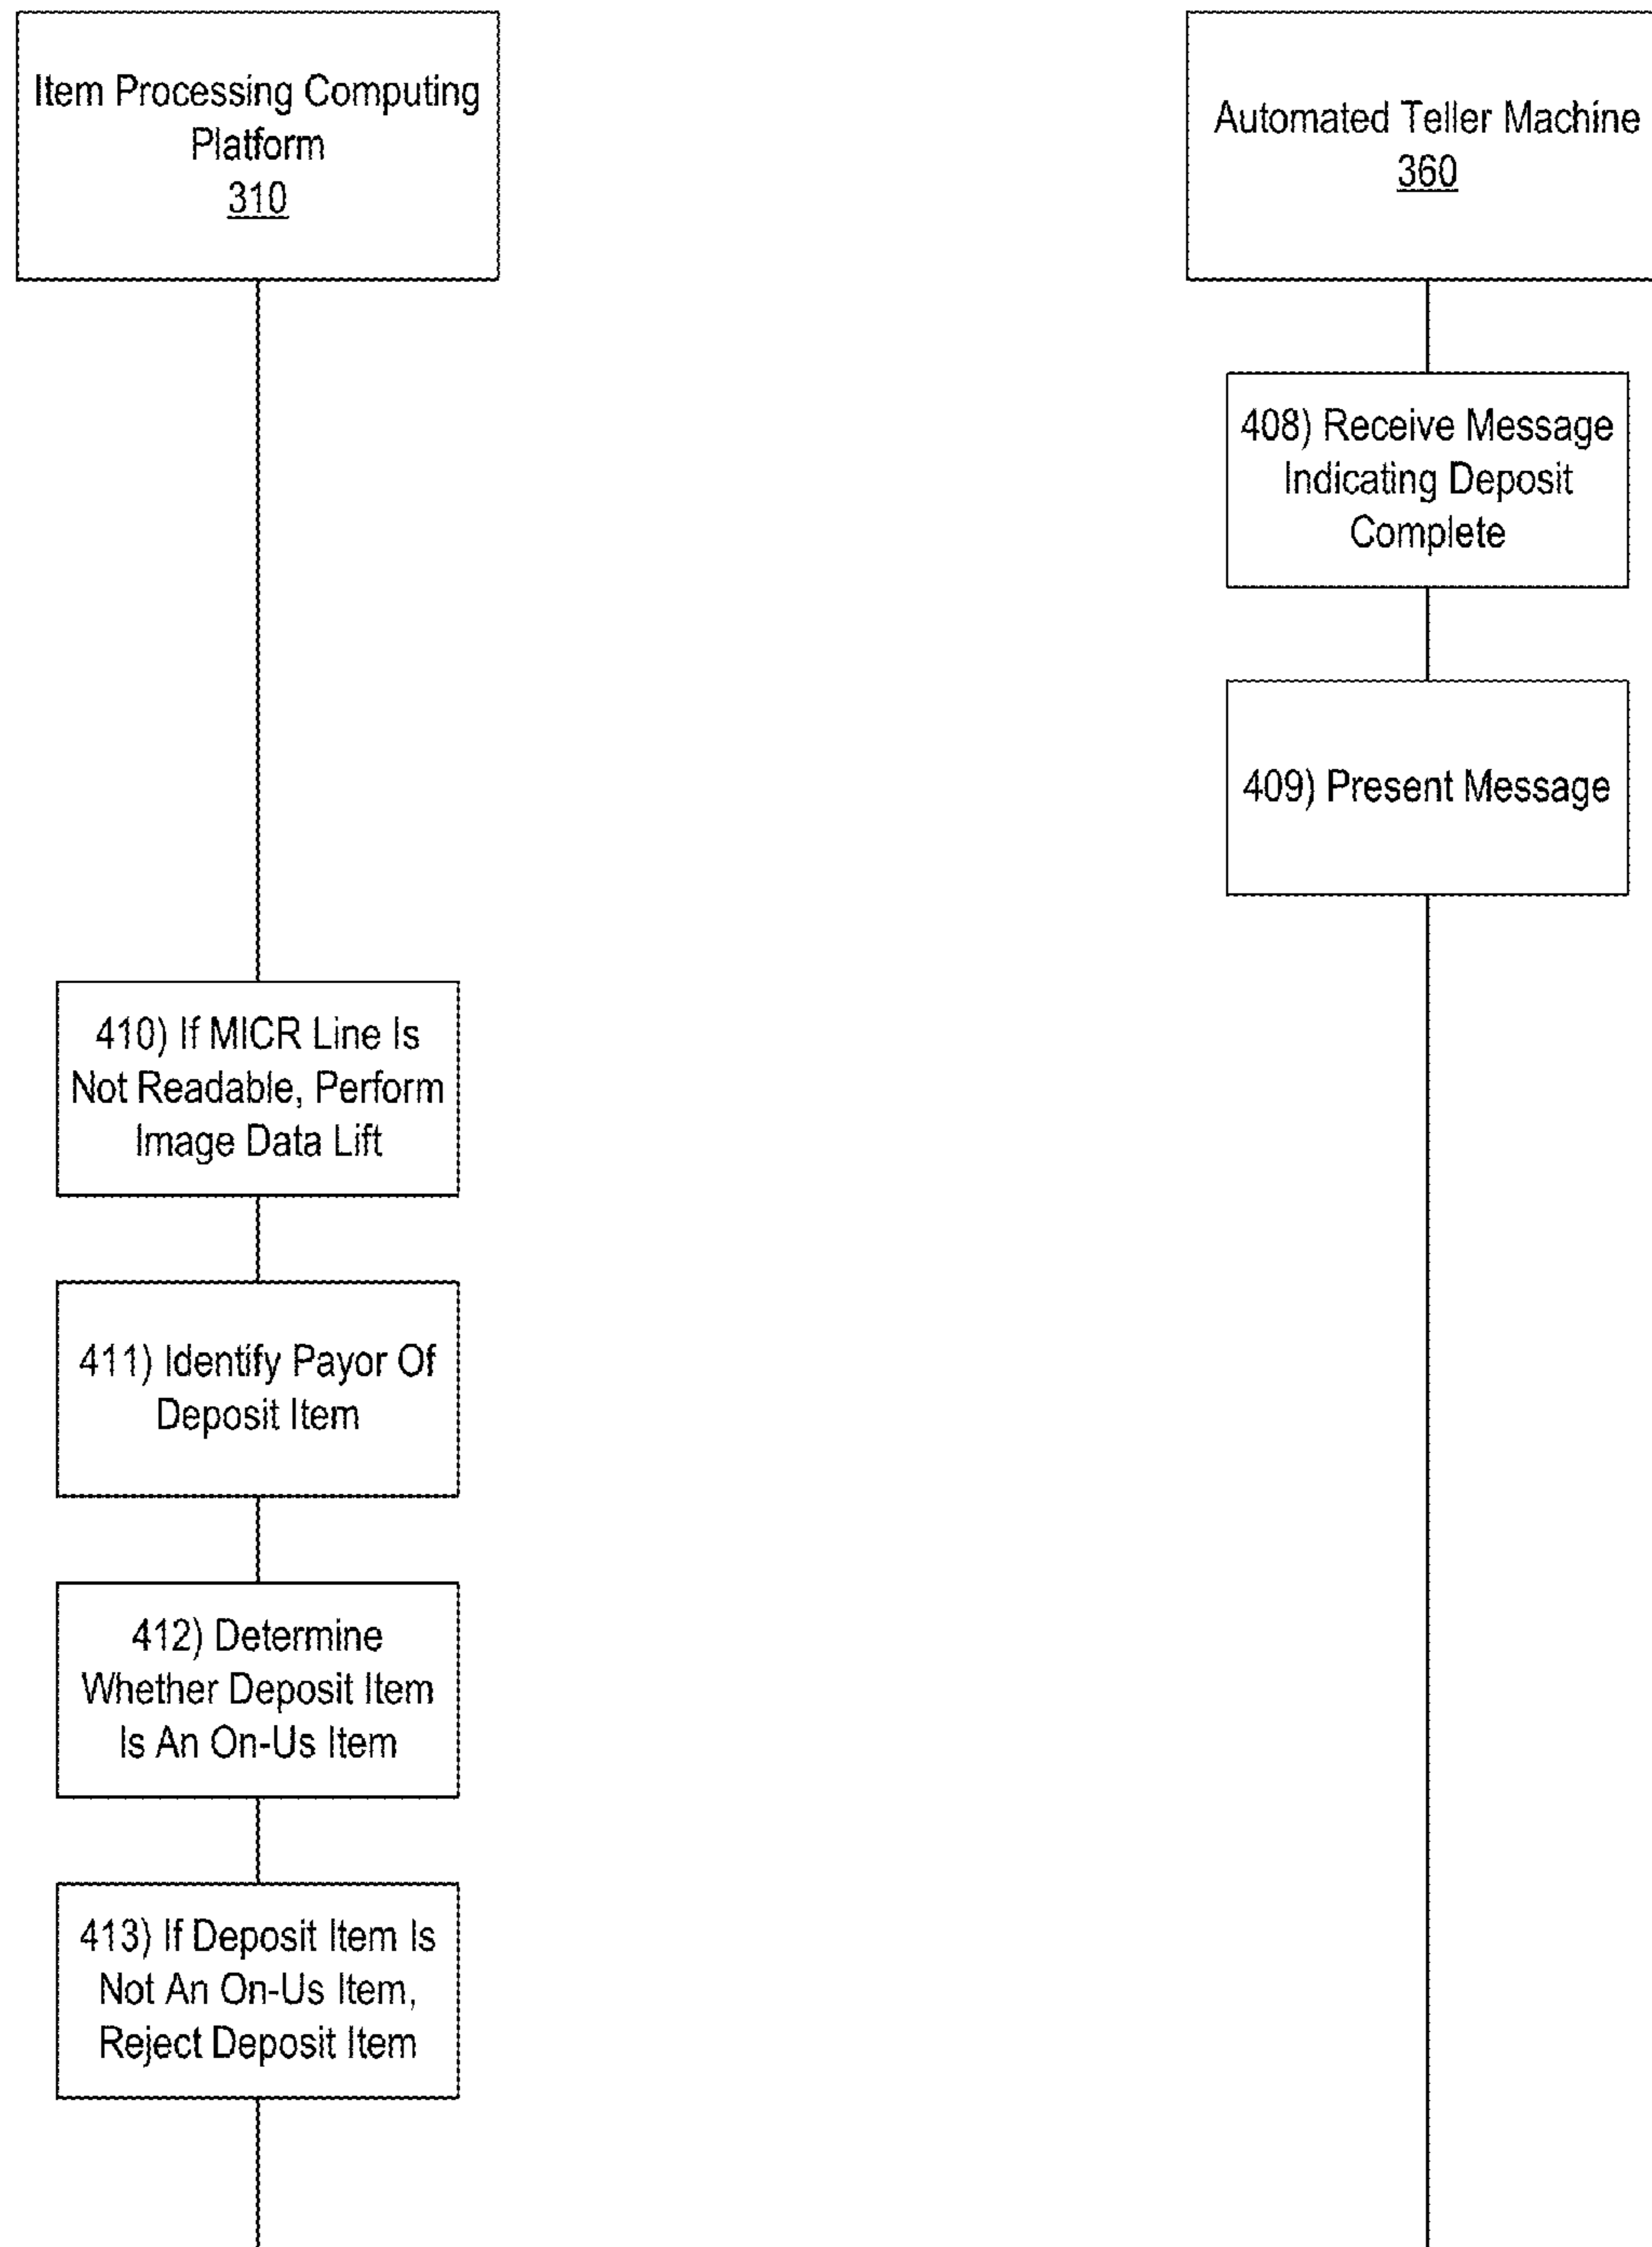 Item Processing Computing
Platform
310
Automated Teller Machine
360
408) Receive Message
Indicating Deposit
Complete
409) Present Message
410) If MICR Line Is
Not Readable, Perform
Image Data Lift
411) Identify Payor Of
Deposit Item
412) Determine
Whether Deposit Item
Is An On-Us Item
413) If Deposit Item Is
Not An On-Us Item,
Reject Deposit Item